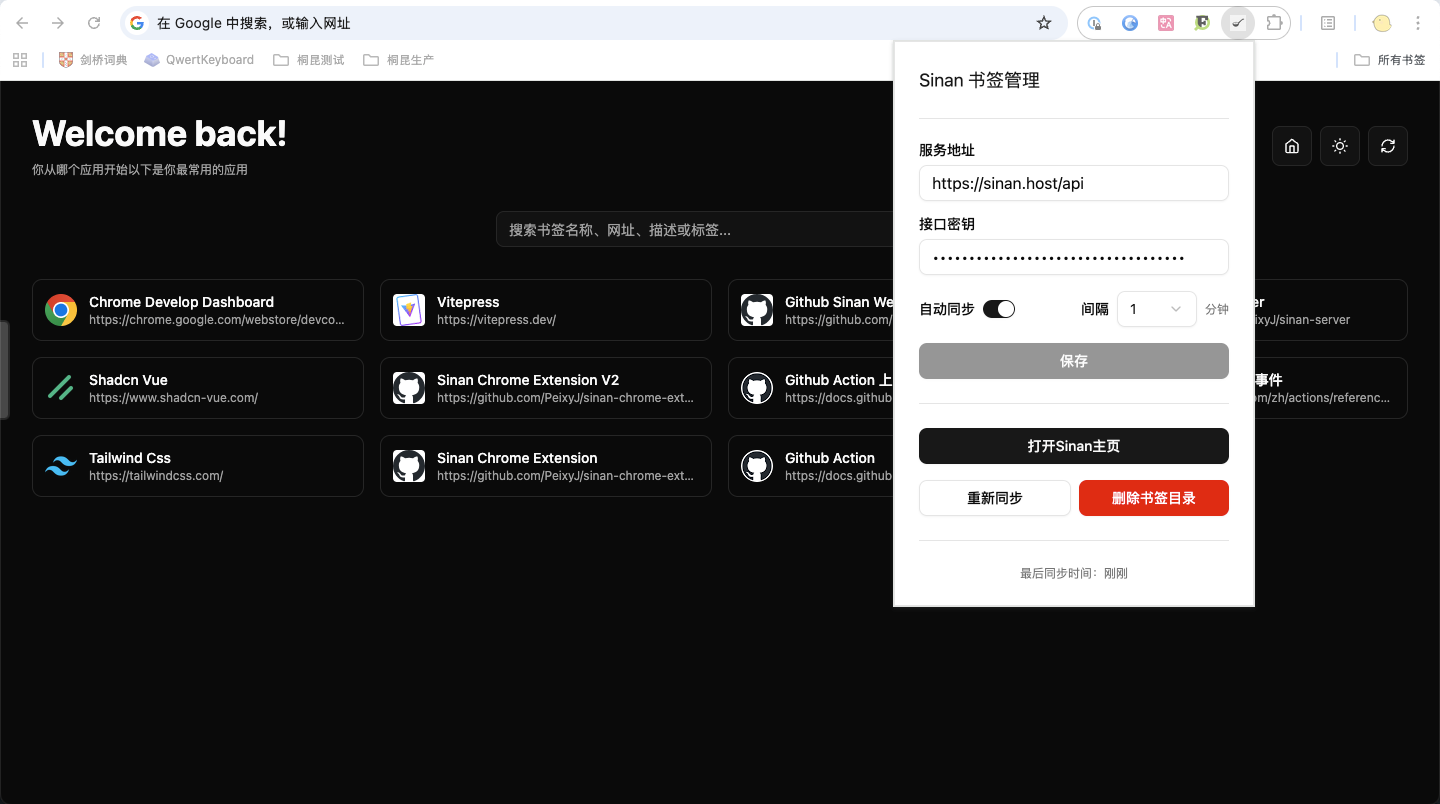 在 Google 中搜索，或输入网址
剑桥词典
QwertKeyboard
桐昆测试
桐昆生产
所有书签
Welcome back!
你从哪个应用开始以下是你最常用的应用
搜索书签名称、网址、描述或标签...
Chrome Develop Dashboard
https://chrome.google.com/webstore/devco...
Vitepress
https://vitepress.dev/
Github Sinan We
https://github.com/
er
ixyJ/sinan-server
Shadcn Vue
https://www.shadcn-vue.com/
Sinan Chrome Extension V2
https://github.com/PeixyJ/sinan-chrome-ext...
Github Action 上
https://docs.github
事件
om/zh/actions/referenc...
Tailwind Css
https://tailwindcss.com/
Sinan Chrome Extension
https://github.com/PeixyJ/sinan-chrome-ext...
Github Action
https://docs.github
Sinan 书签管理
服务地址
https://sinan.host/api
接口密钥
自动同步 间隔 1 分钟
保存
打开Sinan主页
重新同步 删除书签目录
最后同步时间：刚刚